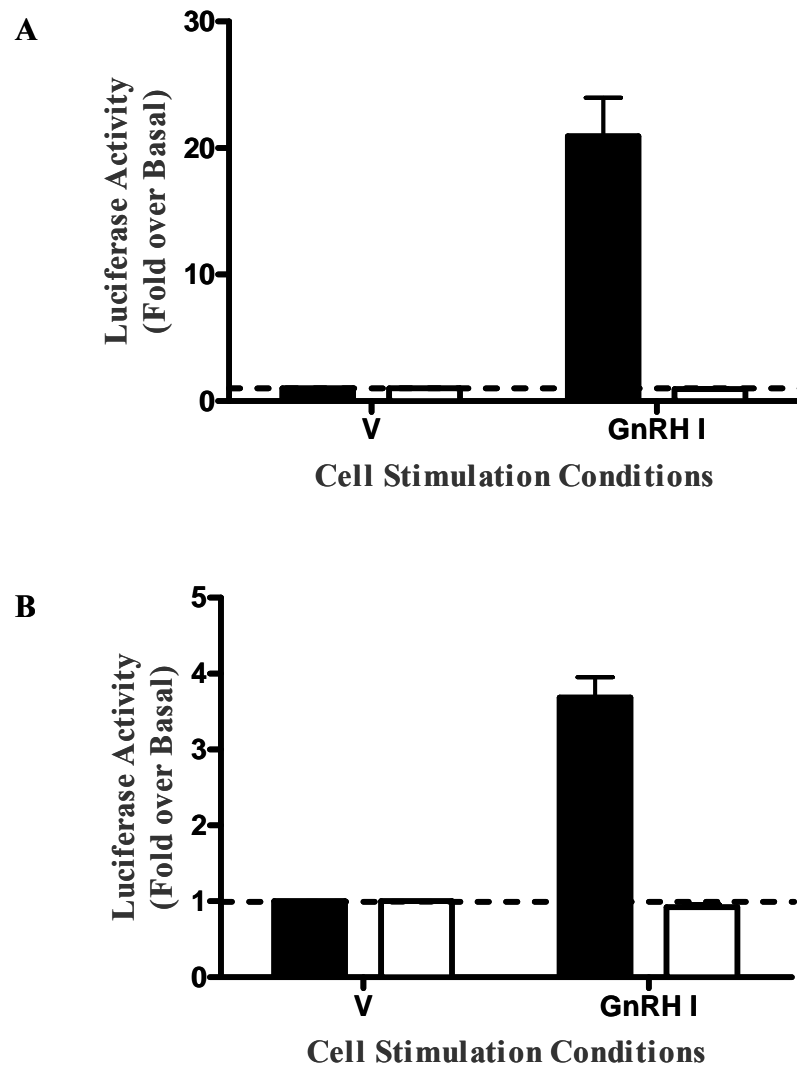 A
Luciferase Activity
(Fold over Basal)
30
20
10
0
V
GnRH I
Cell Stimulation Conditions
B
Luciferase Activity
(Fold over Basal)
5
4
3
2
1
0
V
GnRH I
Cell Stimulation Conditions